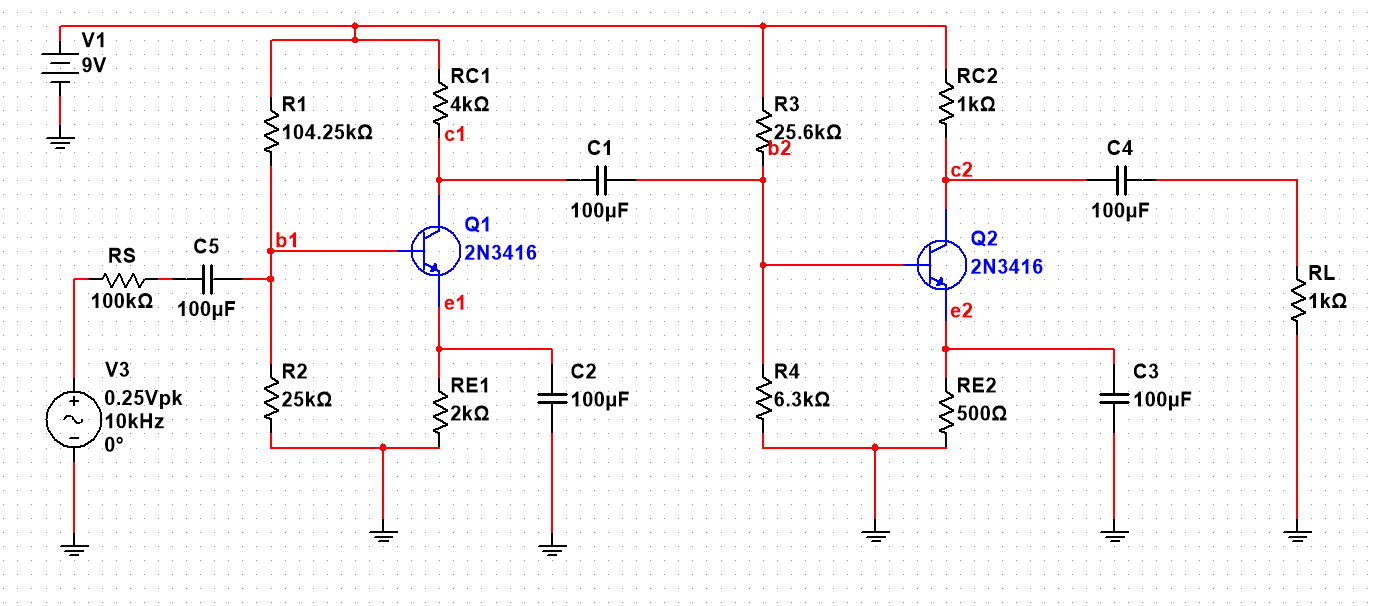 V1
9V
R1
104.25kΩ
RC1
4kΩ
c1
C1
100µF
R3
25.6kΩ
b2
RC2
1kΩ
c2
C4
100µF
RS
100kΩ
C5
100µF
b1
Q1
2N3416
e1
Q2
2N3416
e2
RL
1kΩ
V3
0.25Vpk
10kHz
0°
R2
25kΩ
RE1
2kΩ
C2
100µF
R4
6.3kΩ
RE2
500Ω
C3
100µF